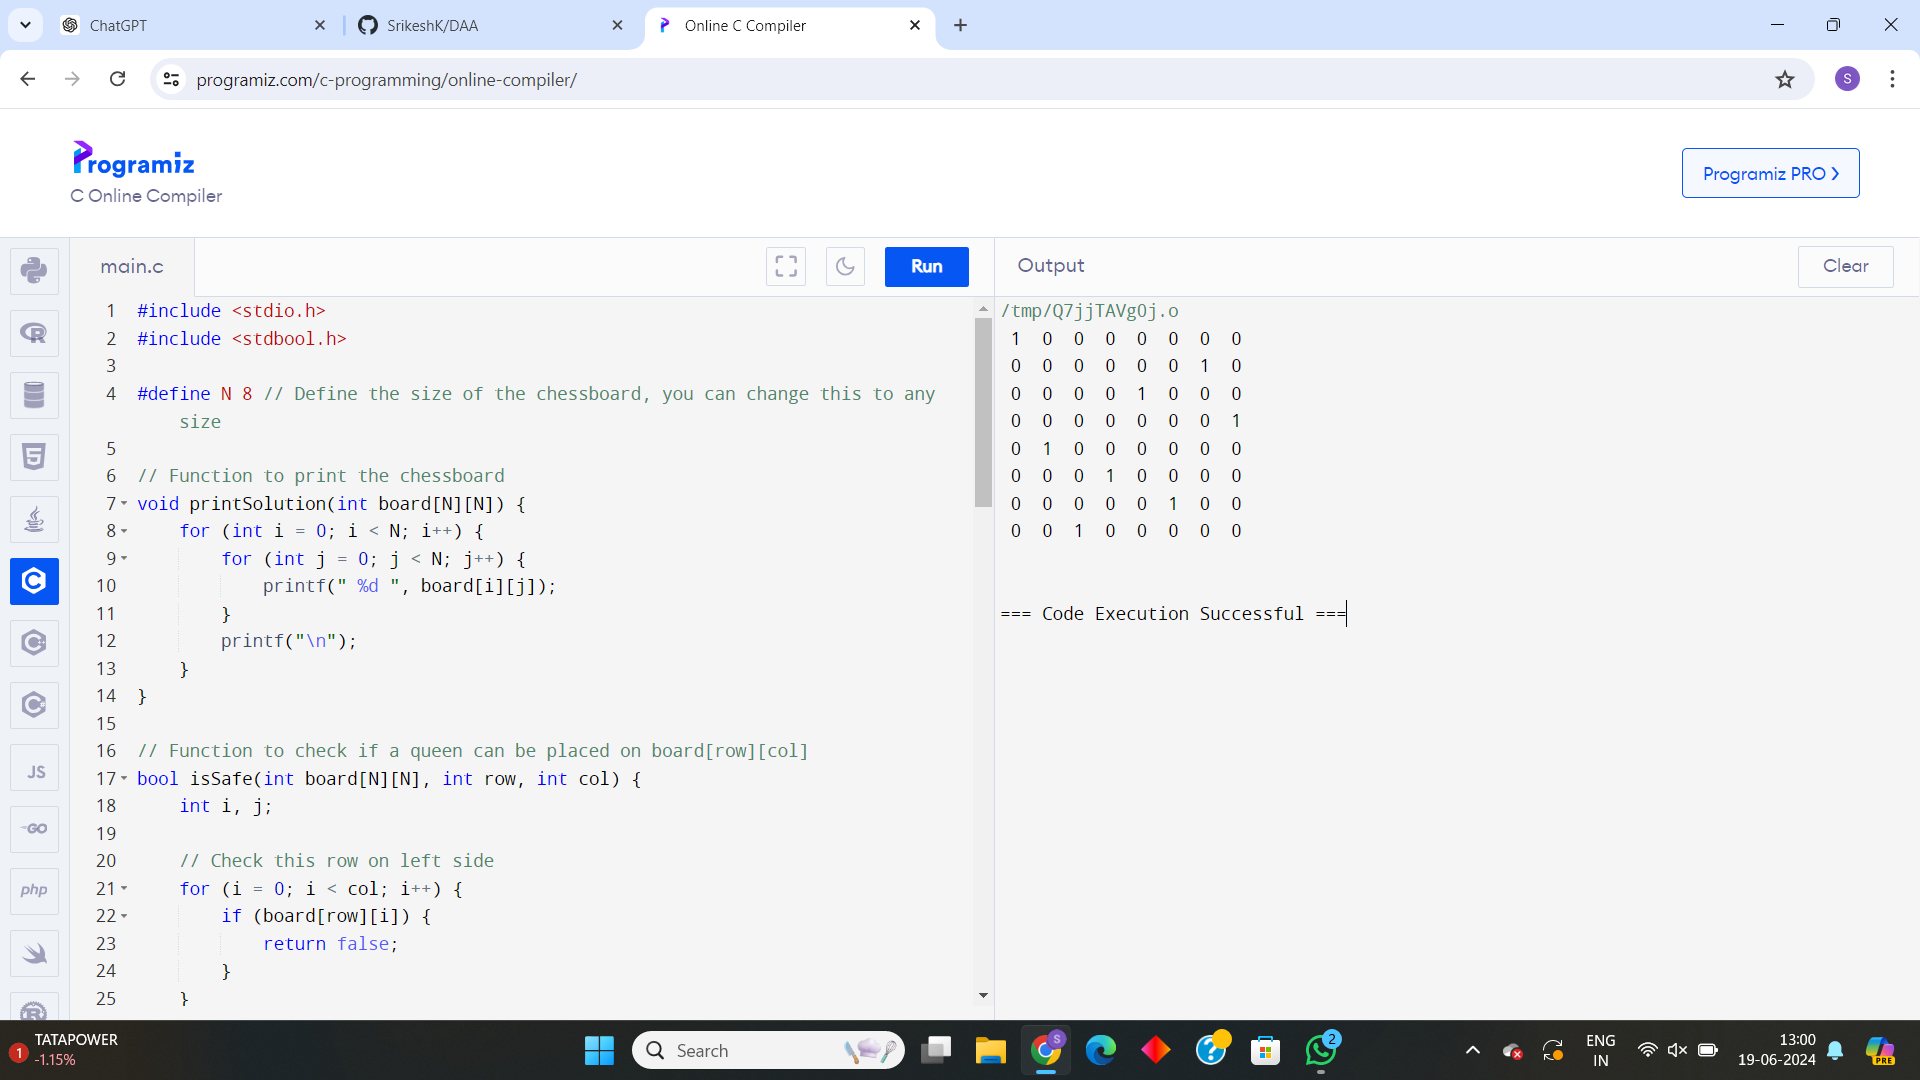 ChatGPT
SrikeshK/DAA
Online C Compiler
programiz.com/c-programming/online-compiler/
S
Programiz
C Online Compiler
Programiz PRO
main.c
Run
Output
Clear
1 #include <stdio.h>
2 #include <stdbool.h>
3
4 #define N 8 // Define the size of the chessboard, you can change this to any
size
5
6 // Function to print the chessboard
7 void printSolution(int board[N][N]) {
8 for (int i = 0; i < N; i++) {
9 for (int j = 0; j < N; j++) {
10 printf(" %d ", board[i][j]);
11 }
12 printf("\n");
13 }
14 }
15
16 // Function to check if a queen can be placed on board[row][col]
17 bool isSafe(int board[N][N], int row, int col) {
18 int i, j;
19
20 // Check this row on left side
21 for (i = 0; i < col; i++) {
22 if (board[row][i]) {
23 return false;
24 }
25 }
/tmp/Q7jjTAVgOj.o
1 0 0 0 0 0 0 0
0 0 0 0 0 0 1 0
0 0 0 0 1 0 0 0
0 0 0 0 0 0 0 1
0 1 0 0 0 0 0 0
0 0 0 1 0 0 0 0
0 0 0 0 0 1 0 0
0 0 1 0 0 0 0 0
=== Code Execution Successful ===
JS
GO
php
1
TATAPOWER
-1.15%
Search
S
2
ENG
IN
13:00
19-06-2024
PRE